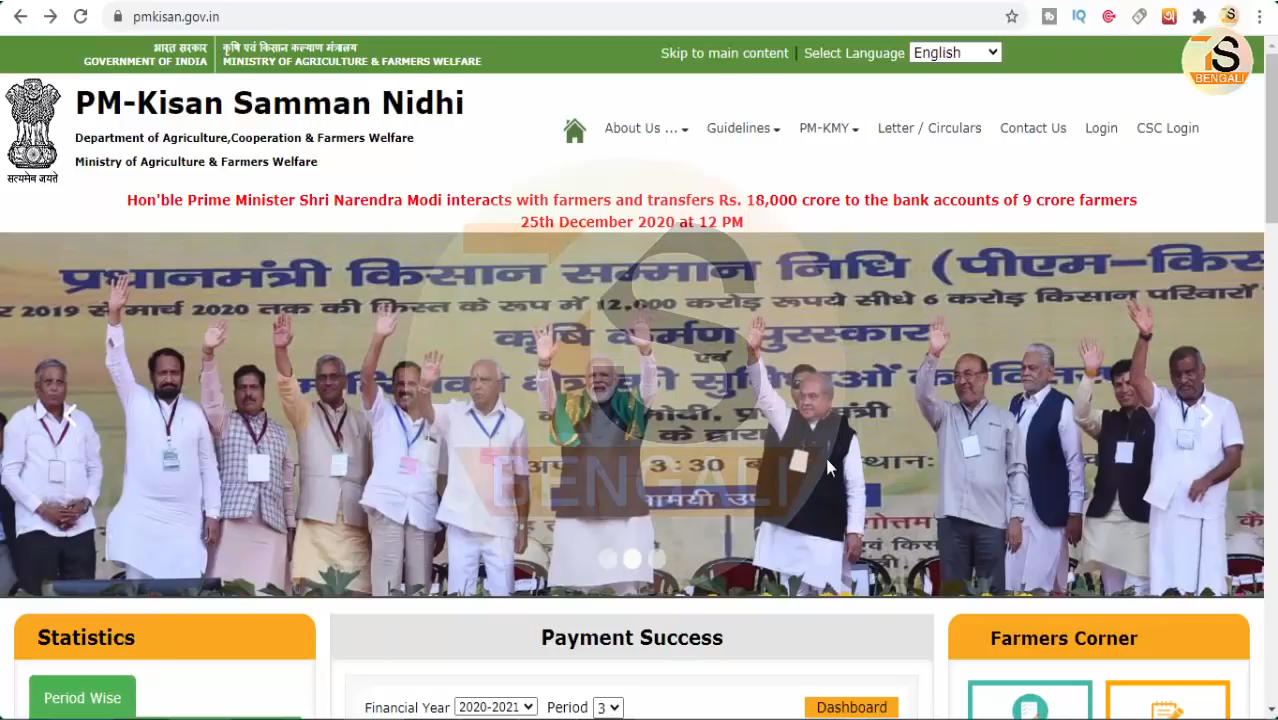 pmkisan.gov.in
भारत सरकार
GOVERNMENT OF INDIA
कृषि एवं किसान कल्याण मंत्रालय
MINISTRY OF AGRICULTURE & FARMERS WELFARE
Skip to main content
Select Language English
S
BENGALI
सत्यमेव जयते
PM-Kisan Samman Nidhi
Department of Agriculture,Cooperation & Farmers Welfare
Ministry of Agriculture & Farmers Welfare
About Us ... Guidelines PM-KMY Letter / Circulars Contact Us Login CSC Login
Hon'ble Prime Minister Shri Narendra Modi interacts with farmers and transfers Rs. 18,000 crore to the bank accounts of 9 crore farmers
25th December 2020 at 12 PM
प्रधानमंत्री किसान सम्मान निधि (पीएम-किस
2019 मार्च 2020 तक की किस्त के रूप में 12,000 करोड़ रूपये सीधे 6 करोड़ किसान परिवारों
कृषि कर्मण पुरस्कार
एवं
की सुविधाओं
मोदी,
के द्वारा
3:30
BENGALI
Statistics
Payment Success
Farmers Corner
Period Wise
Financial Year 2020-2021 Period 3 Dashboard